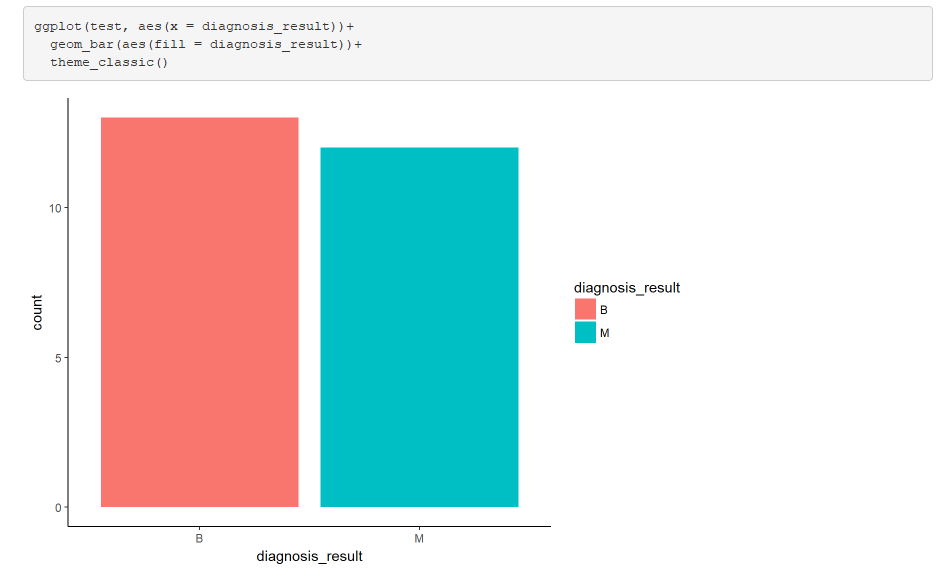 ggplot(test, aes(x = diagnosis_result))+
  geom_bar(aes(fill = diagnosis_result))+
  theme_classic()
10
5
0
count
B
M
diagnosis_result
diagnosis_result
B
M